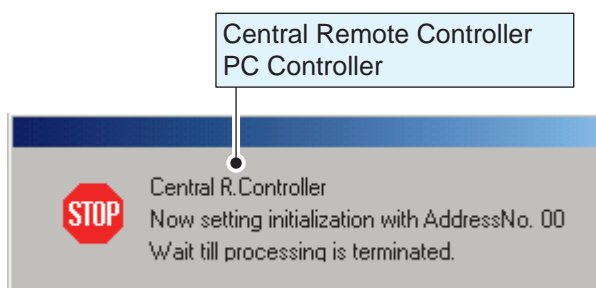 Central Remote Controller
PC Controller
Central R.Controller
STOP
Now setting initialization with AddressNo. 00
Wait till processing is terminated.